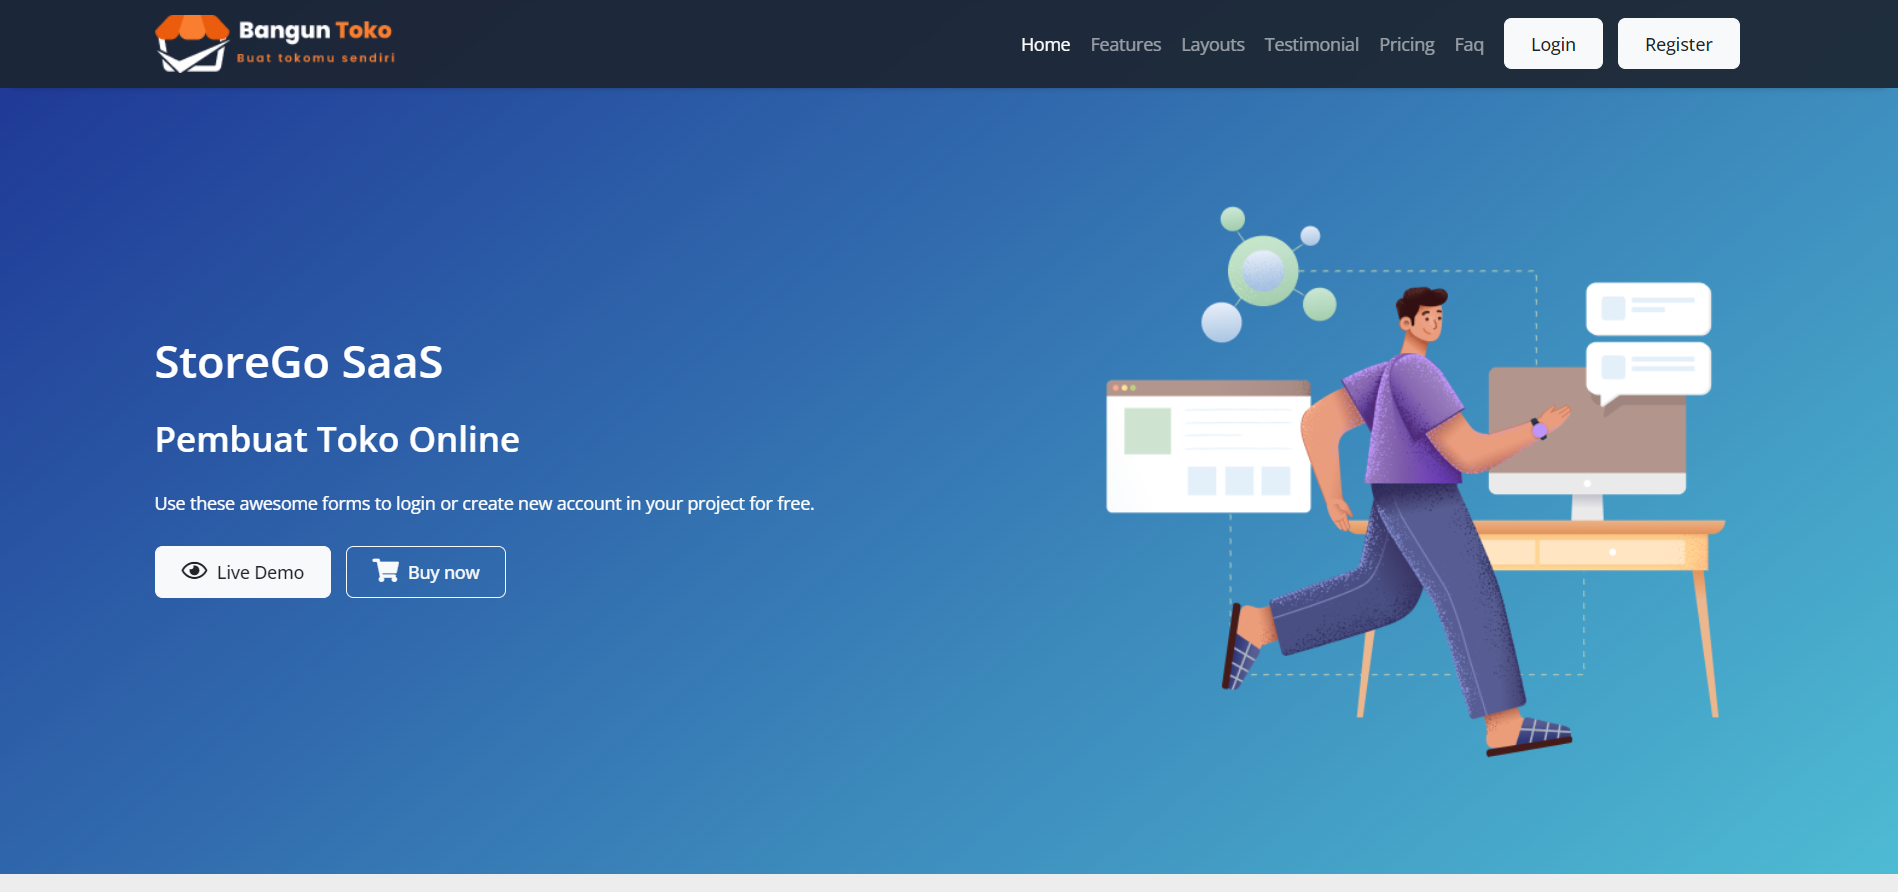 Bangun Toko
Buat tokomu sendiri
Home Features Layouts Testimonial Pricing Faq Login Register
StoreGo SaaS
Pembuat Toko Online
Use these awesome forms to login or create new account in your project for free.
Live Demo Buy now